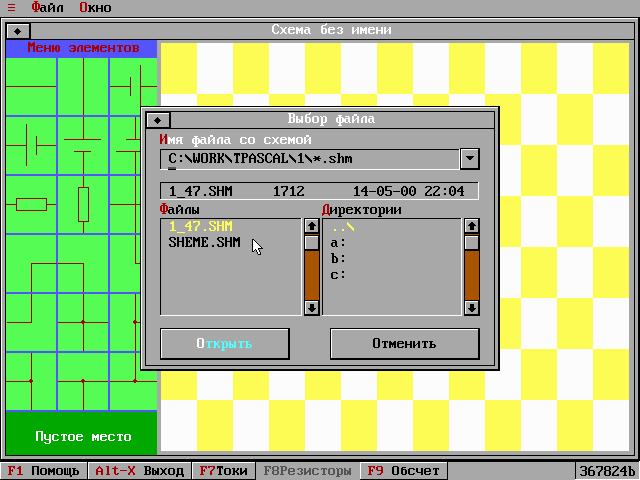 ≡ Файл Окно
Схема без имени
Меню элементов
Выбор файла
Имя файла со схемой
C:\WORK\TPASCAL\1\*.shm
1_47.SHM 1712 14-05-00 22:04
Файлы Директории
1_47.SHM ..\
SHEME.SHM a:
b:
c:
Открыть Отменить
Пустое место
F1 Помощь Alt-X Выход F7Токи F8Резисторы F9 Обсчет 367824b